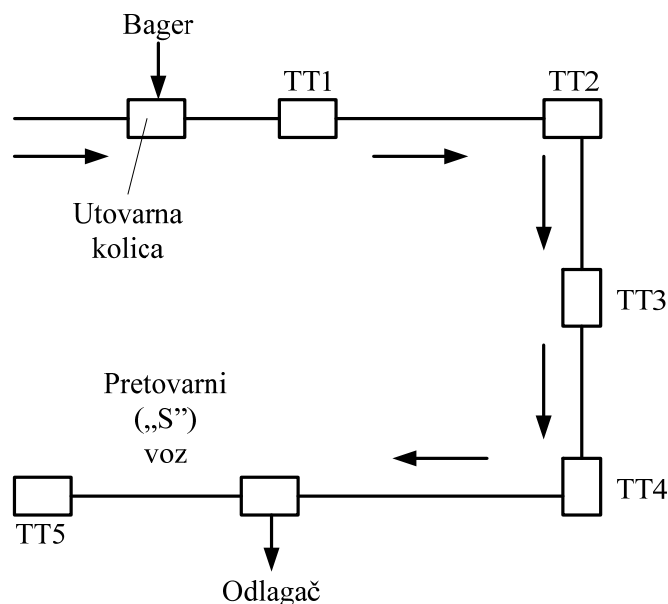 Bager
TT1
TT2
Utovarna
kolica
TT3
Pretovarni
(„S”)
voz
TT4
TT5
Odlagač